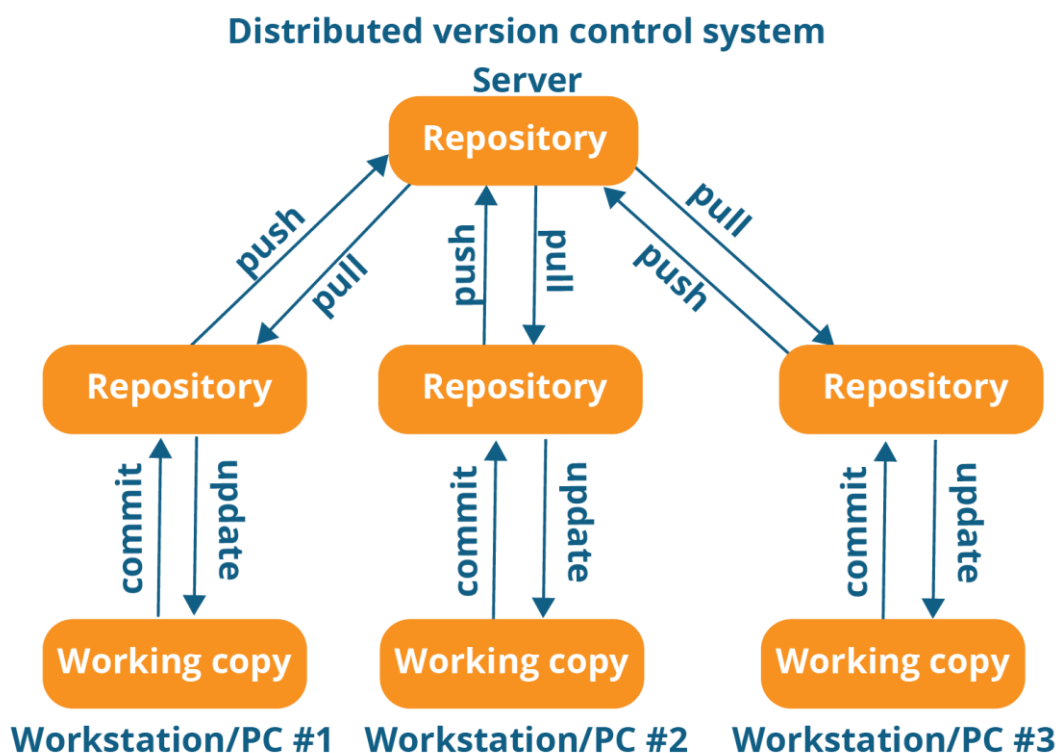 Distributed version control system
Server
Repository
push
pull
push
pull
push
pull
Repository
Repository
Repository
commit
update
commit
update
commit
update
Working copy
Working copy
Working copy
Workstation/PC #1
Workstation/PC #2
Workstation/PC #3